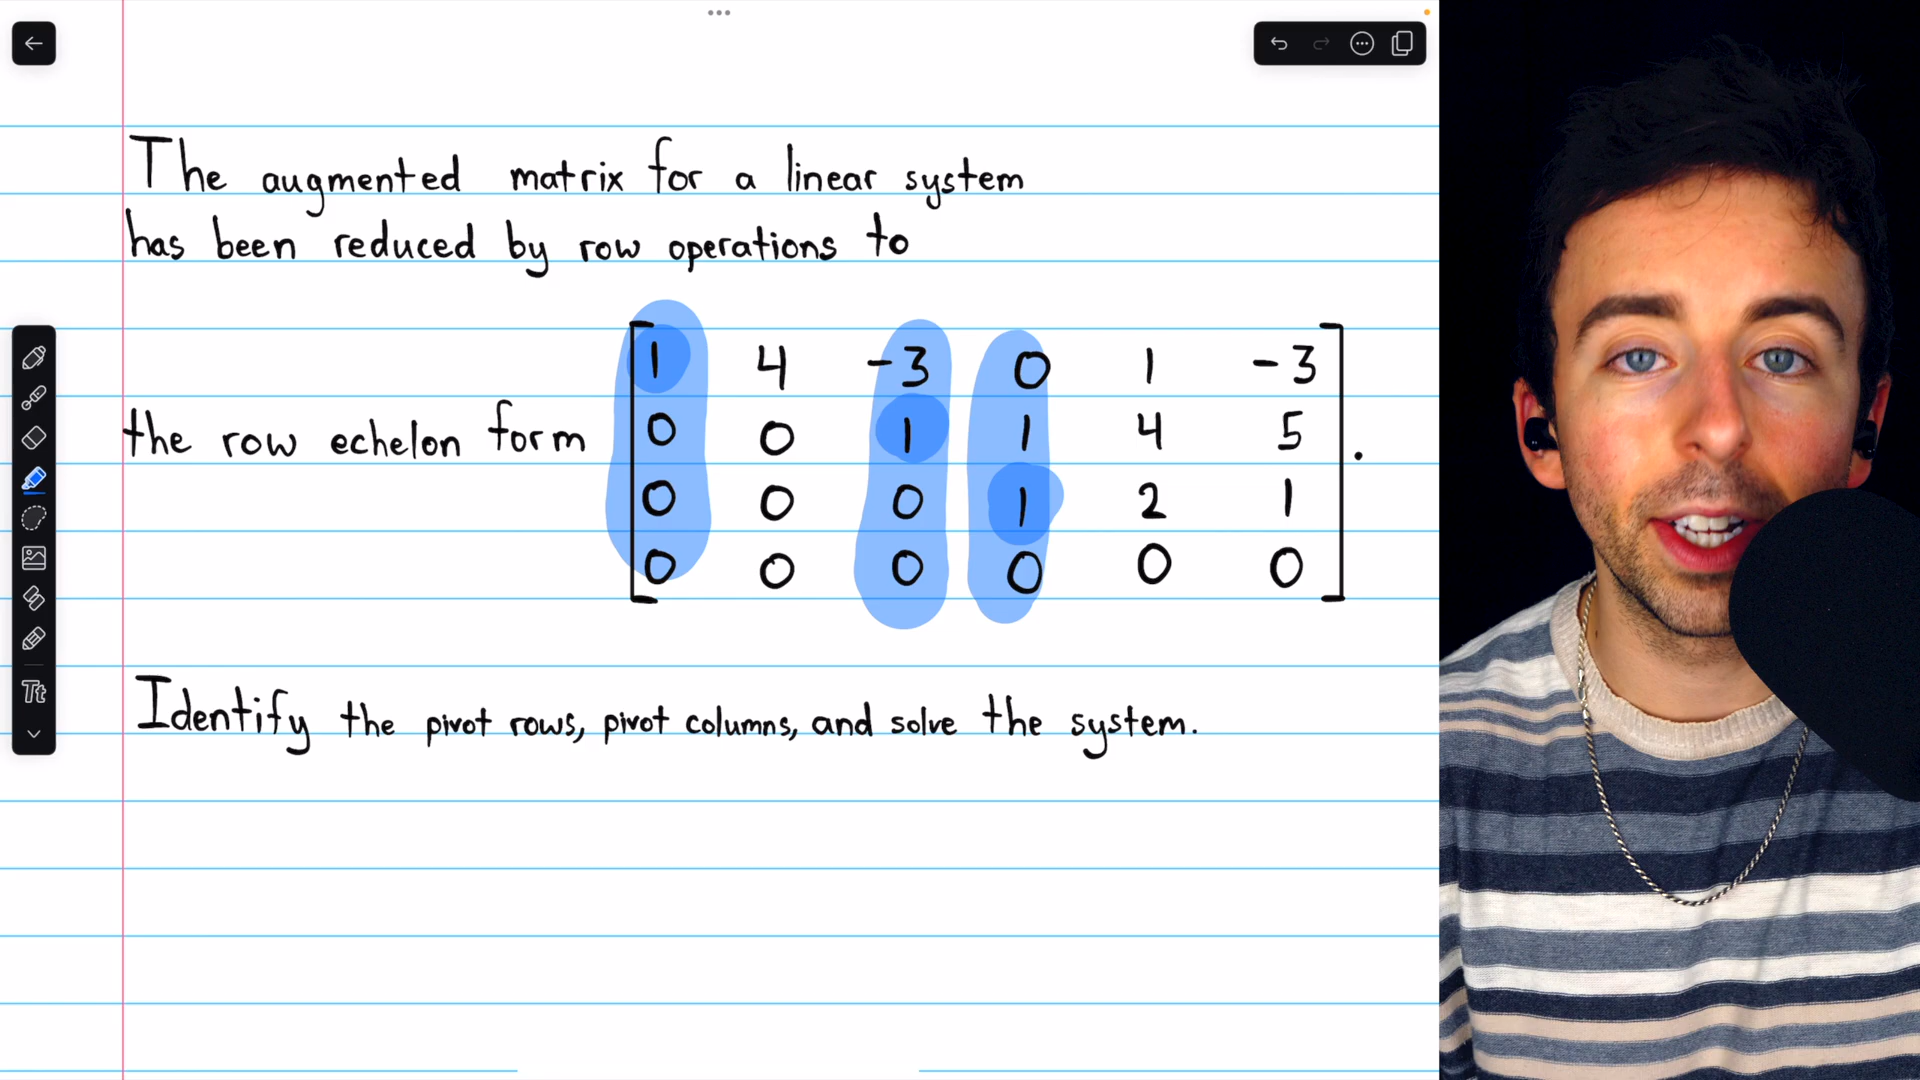 The augmented matrix for a linear system
has been reduced by row operations to
the row echelon form
1 4 -3 0 1 -3
0 0 1 1 4 5
0 0 0 1 2 1
0 0 0 0 0 0
.
Identify the pivot rows, pivot columns, and solve the system.
Tt